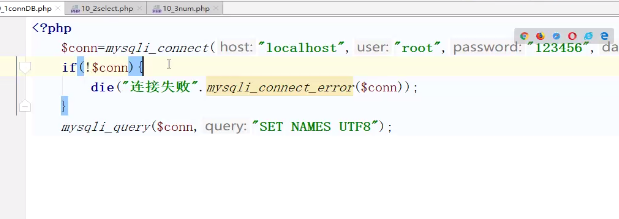 _1connDB.php 10_2select.php 10_3num.php
<?php
$conn=mysqli_connect( host: "localhost", user: "root", password: "123456", da
if(!$conn){
die("连接失败".mysqli_connect_error($conn));
}
mysqli_query($conn, query: "SET NAMES UTF8");